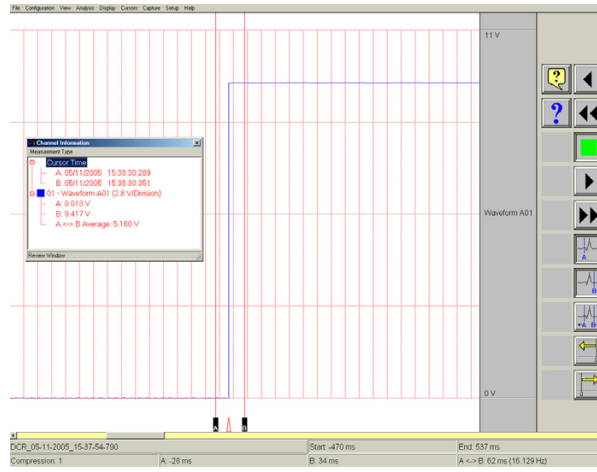 File Configuration View Analysis Display Cursors Capture Setup Help
11 V
Channel Information
Measurement Type
Cursor Time
A: 05/11/2005 15:38:30.289
B: 05/11/2005 15:38:30.351
01 - Waveform A01 (2.8 V/Division)
A: 0.013 V
B: 9.417 V
A <-> B Average: 5.160 V
Review Window
Waveform A01
A
B
+A B+
0 V
A
B
DCR_05-11-2005_15-37-54-790
Start: -470 ms
End: 537 ms
Compression: 1
A: -28 ms
B: 34 ms
A <-> B: 62 ms (16.129 Hz)